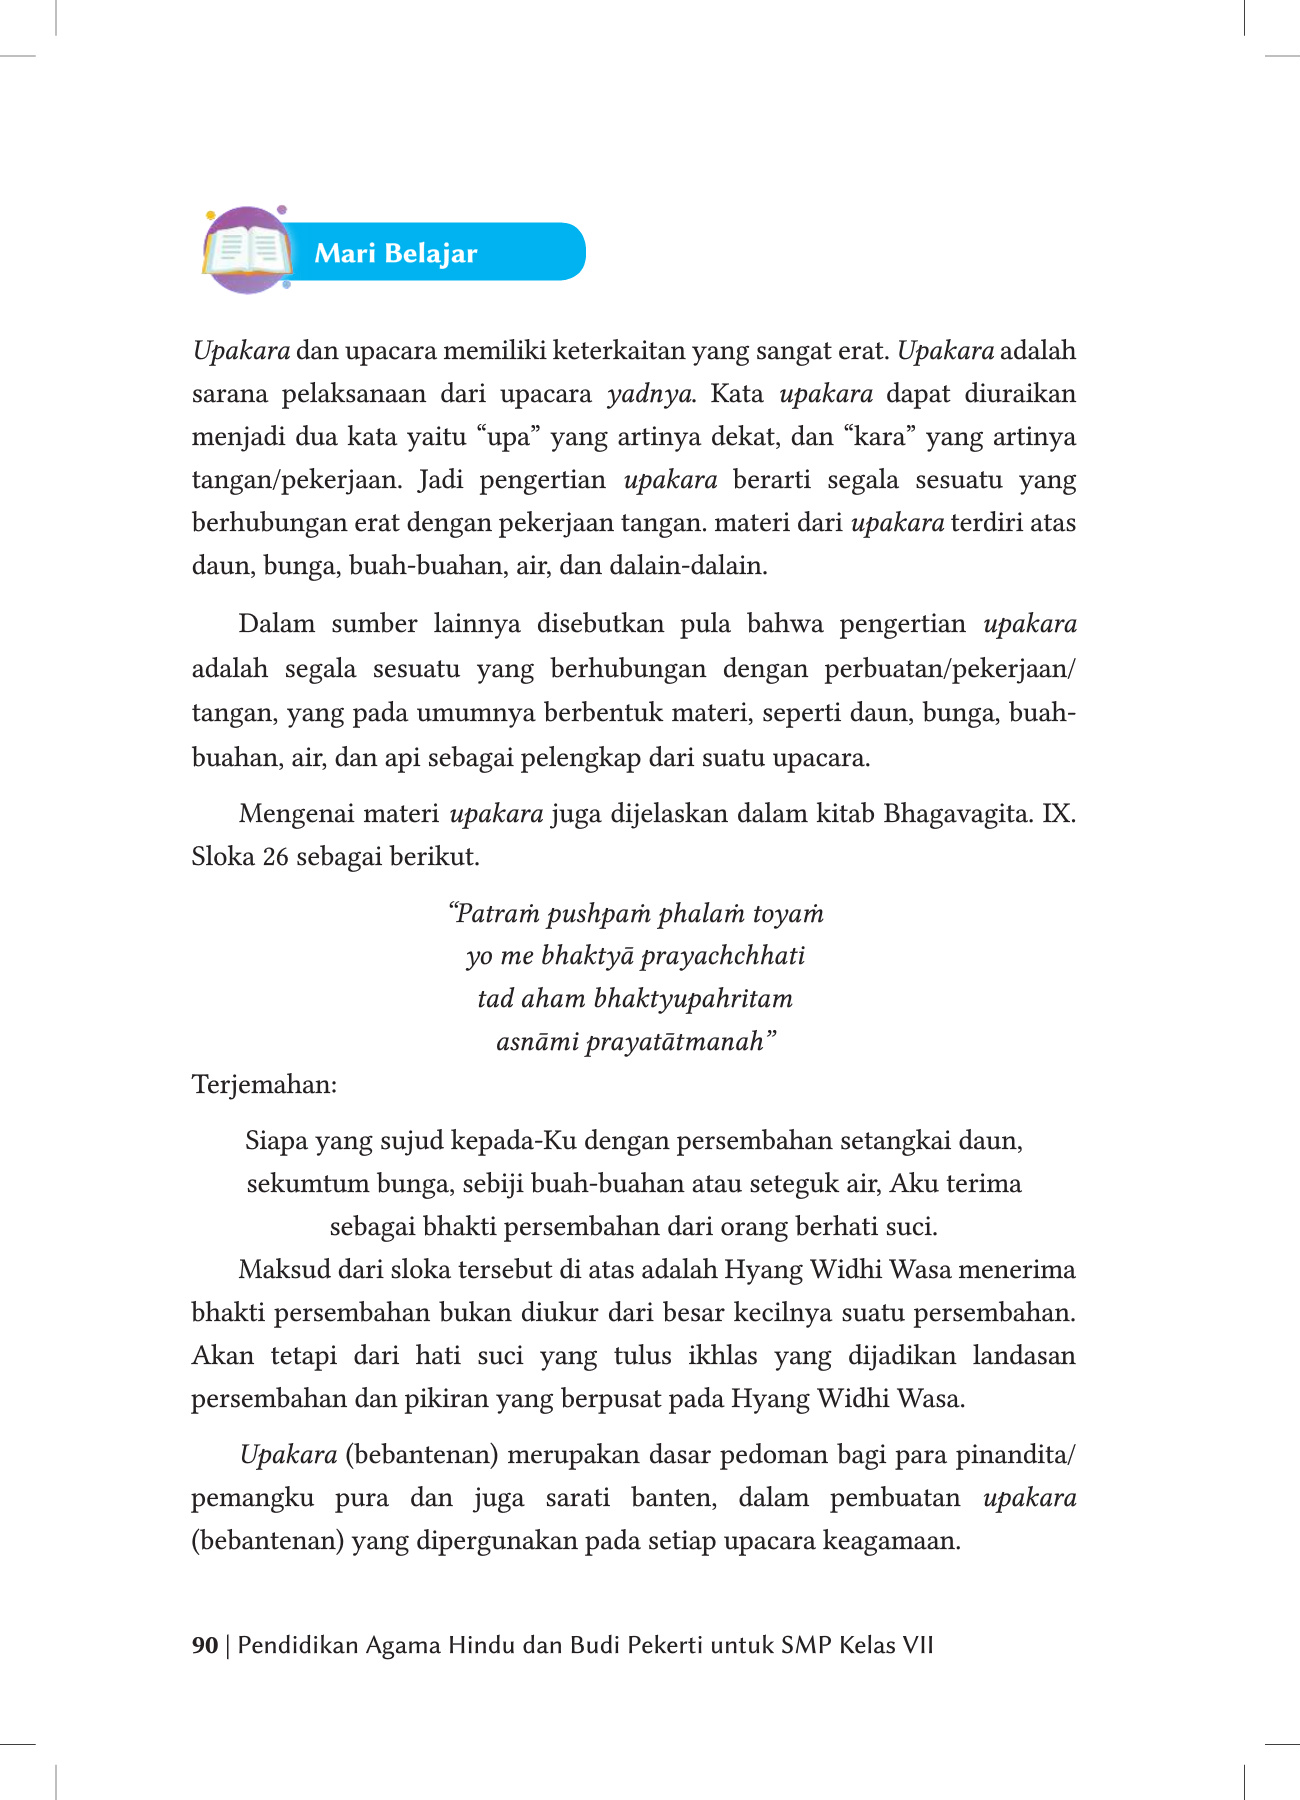 Mari Belajar
Upakara dan upacara memiliki keterkaitan yang sangat erat. Upakara adalah
sarana pelaksanaan dari upacara yadnya. Kata upakara dapat diuraikan
menjadi dua kata yaitu “upa” yang artinya dekat, dan “kara” yang artinya
tangan/pekerjaan. Jadi pengertian upakara berarti segala sesuatu yang
berhubungan erat dengan pekerjaan tangan. materi dari upakara terdiri atas
daun, bunga, buah-buahan, air, dan dalain-dalain.
Dalam sumber lainnya disebutkan pula bahwa pengertian upakara
adalah segala sesuatu yang berhubungan dengan perbuatan/pekerjaan/
tangan, yang pada umumnya berbentuk materi, seperti daun, bunga, buah-
buahan, air, dan api sebagai pelengkap dari suatu upacara.
Mengenai materi upakara juga dijelaskan dalam kitab Bhagavagita. IX.
Sloka 26 sebagai berikut.
“Patraṁ pushpaṁ phalaṁ toyaṁ
yo me bhaktyā prayachchhati
tad aham bhaktyupahritam
asnāmi prayatātmanah”
Terjemahan:
Siapa yang sujud kepada-Ku dengan persembahan setangkai daun,
sekumtum bunga, sebiji buah-buahan atau seteguk air, Aku terima
sebagai bhakti persembahan dari orang berhati suci.
Maksud dari sloka tersebut di atas adalah Hyang Widhi Wasa menerima
bhakti persembahan bukan diukur dari besar kecilnya suatu persembahan.
Akan tetapi dari hati suci yang tulus ikhlas yang dijadikan landasan
persembahan dan pikiran yang berpusat pada Hyang Widhi Wasa.
Upakara (bebantenan) merupakan dasar pedoman bagi para pinandita/
pemangku pura dan juga sarati banten, dalam pembuatan upakara
(bebantenan) yang dipergunakan pada setiap upacara keagamaan.
90 | Pendidikan Agama Hindu dan Budi Pekerti untuk SMP Kelas VII